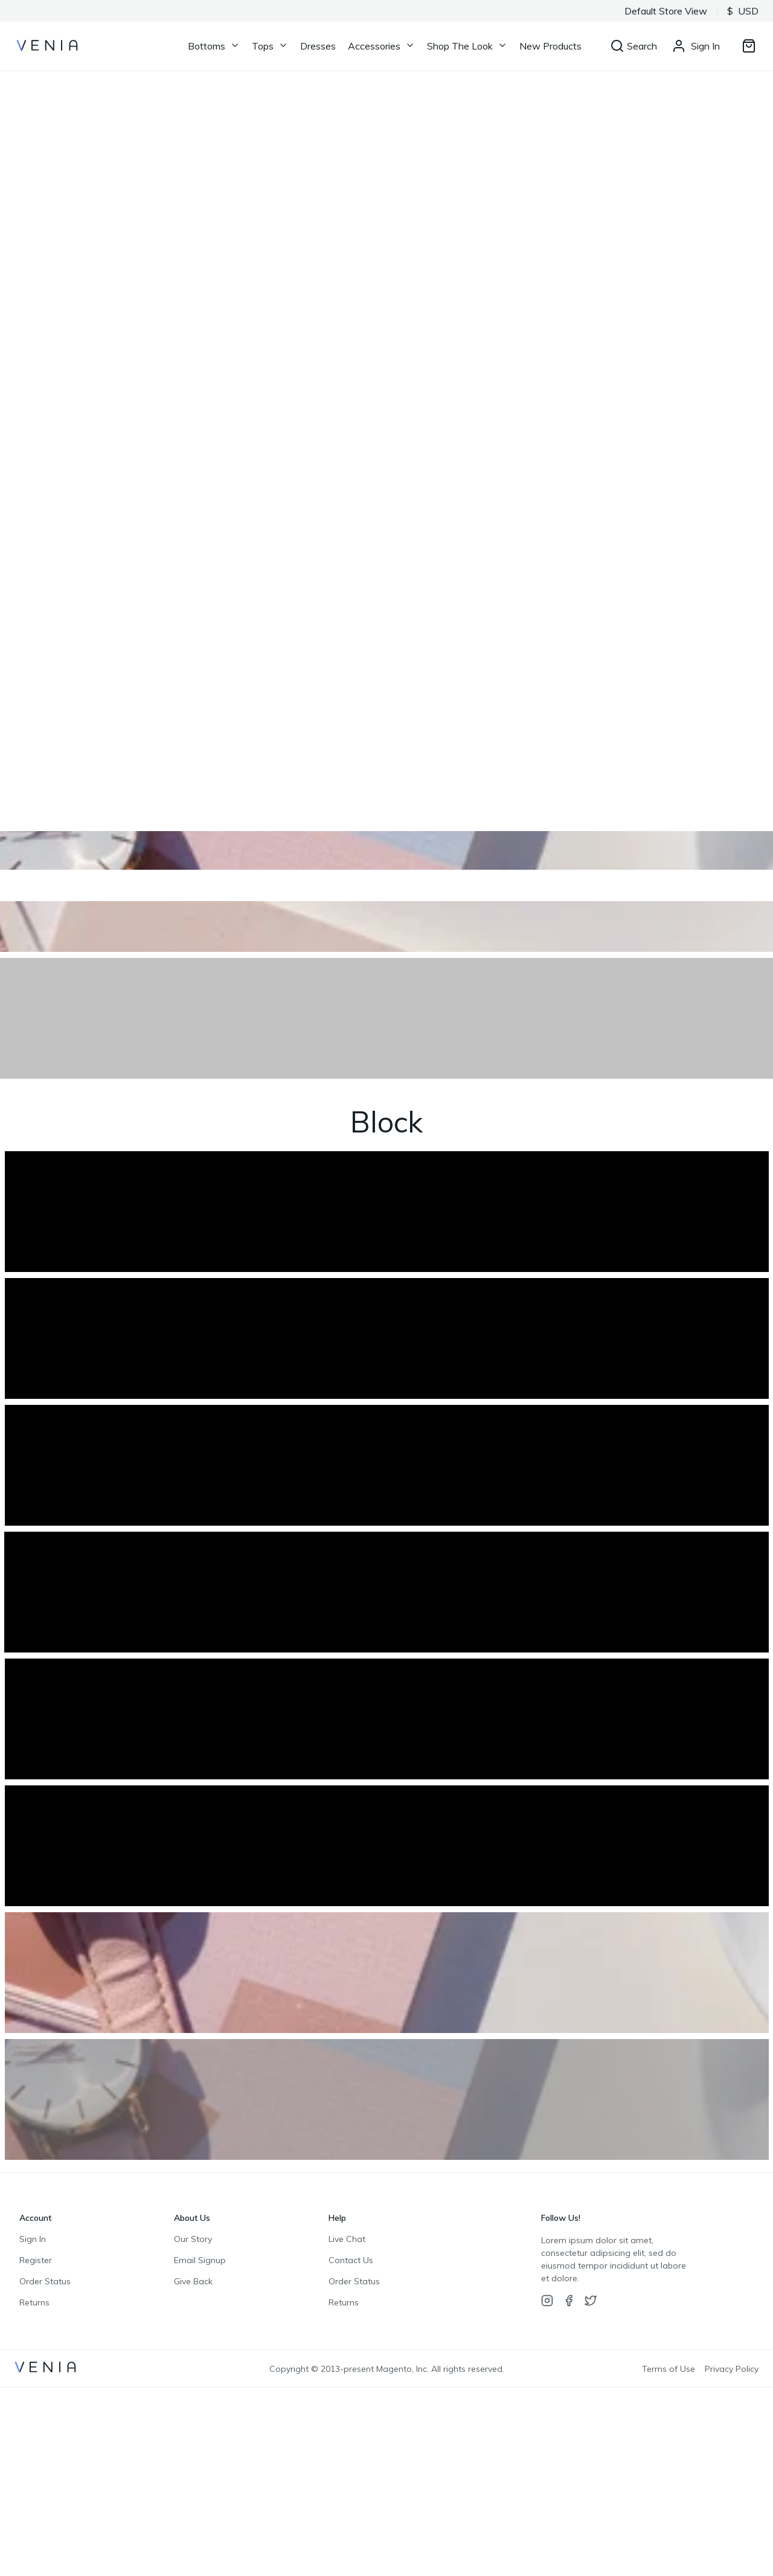 Default Store View
$ USD
VENIA
Bottoms
Tops
Dresses
Accessories
Shop The Look
New Products
Search
Sign In
Block
Account
Sign In
Register
Order Status
Returns
About Us
Our Story
Email Signup
Give Back
Help
Live Chat
Contact Us
Order Status
Returns
Follow Us!
Lorem ipsum dolor sit amet,
consectetur adipsicing elit, sed do
eiusmod tempor incididunt ut labore
et dolore.
VENIA
Copyright © 2013-present Magento, Inc. All rights reserved.
Terms of Use
Privacy Policy